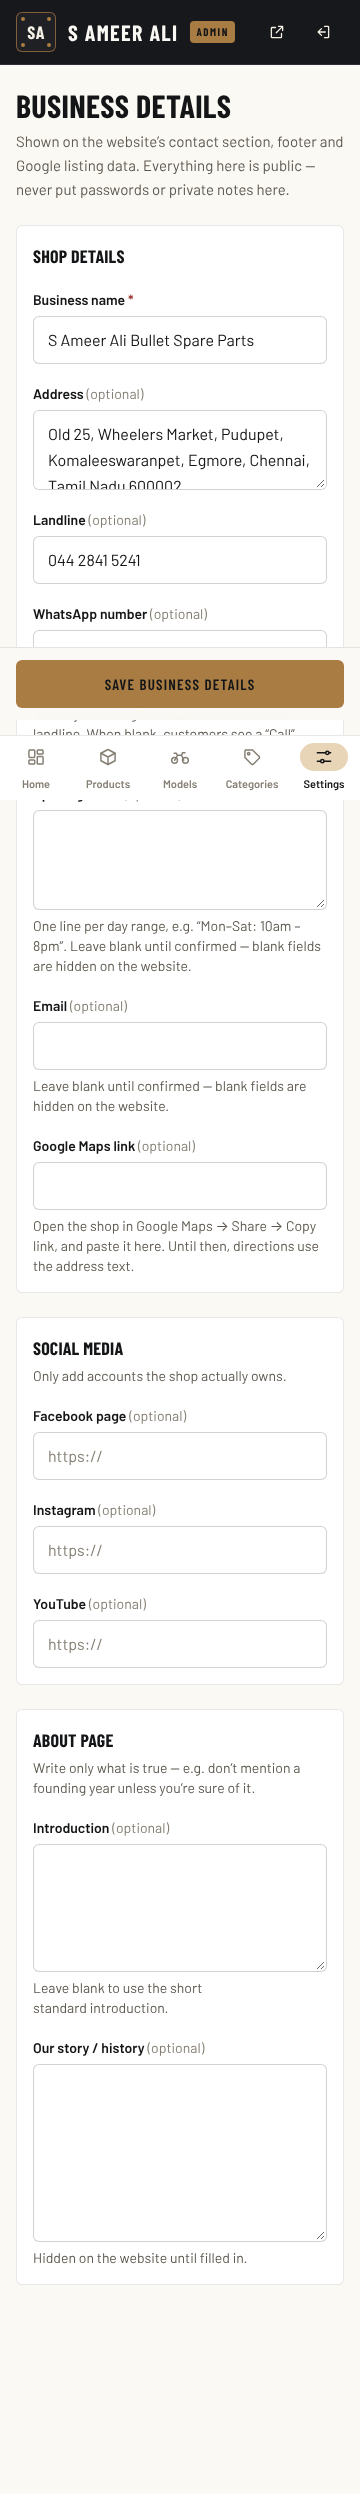 SA
S AMEER ALI
ADMIN
BUSINESS DETAILS
Shown on the website's contact section, footer and
Google listing data. Everything here is public —
never put passwords or private notes here.
SHOP DETAILS
Business name *
S Ameer Ali Bullet Spare Parts
Address (optional)
Old 25, Wheelers Market, Pudupet,
Komaleeswaranpet, Egmore, Chennai,
Tamil Nadu 600002
Landline (optional)
044 2841 5241
WhatsApp number (optional)
SAVE BUSINESS DETAILS
landline. When blank, customers see a "Call"
Home
Products
Models
Categories
Settings
One line per day range, e.g. "Mon–Sat: 10am –
8pm". Leave blank until confirmed — blank fields
are hidden on the website.
Email (optional)
Leave blank until confirmed — blank fields are
hidden on the website.
Google Maps link (optional)
Open the shop in Google Maps → Share → Copy
link, and paste it here. Until then, directions use
the address text.
SOCIAL MEDIA
Only add accounts the shop actually owns.
Facebook page (optional)
https://
Instagram (optional)
https://
YouTube (optional)
https://
ABOUT PAGE
Write only what is true — e.g. don't mention a
founding year unless you're sure of it.
Introduction (optional)
Leave blank to use the short
standard introduction.
Our story / history (optional)
Hidden on the website until filled in.